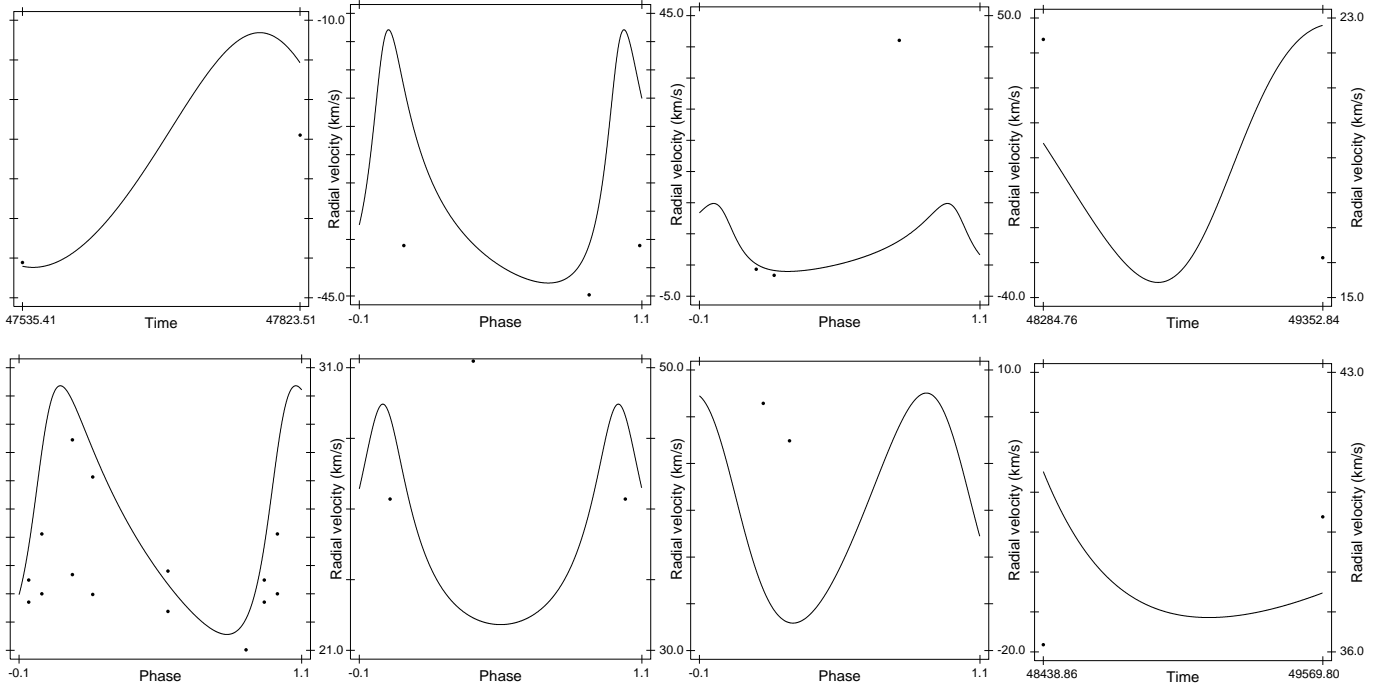 -10.0
Radial velocity (km/s)
-45.0
47535.41
Time
47823.51
45.0
Radial velocity (km/s)
-5.0
-0.1
Phase
1.1
50.0
Radial velocity (km/s)
-40.0
-0.1
Phase
1.1
23.0
Radial velocity (km/s)
15.0
48284.76
Time
49352.84
31.0
Radial velocity (km/s)
21.0
-0.1
Phase
1.1
50.0
Radial velocity (km/s)
30.0
-0.1
Phase
1.1
10.0
Radial velocity (km/s)
-20.0
-0.1
Phase
1.1
43.0
Radial velocity (km/s)
36.0
48438.86
Time
49569.80